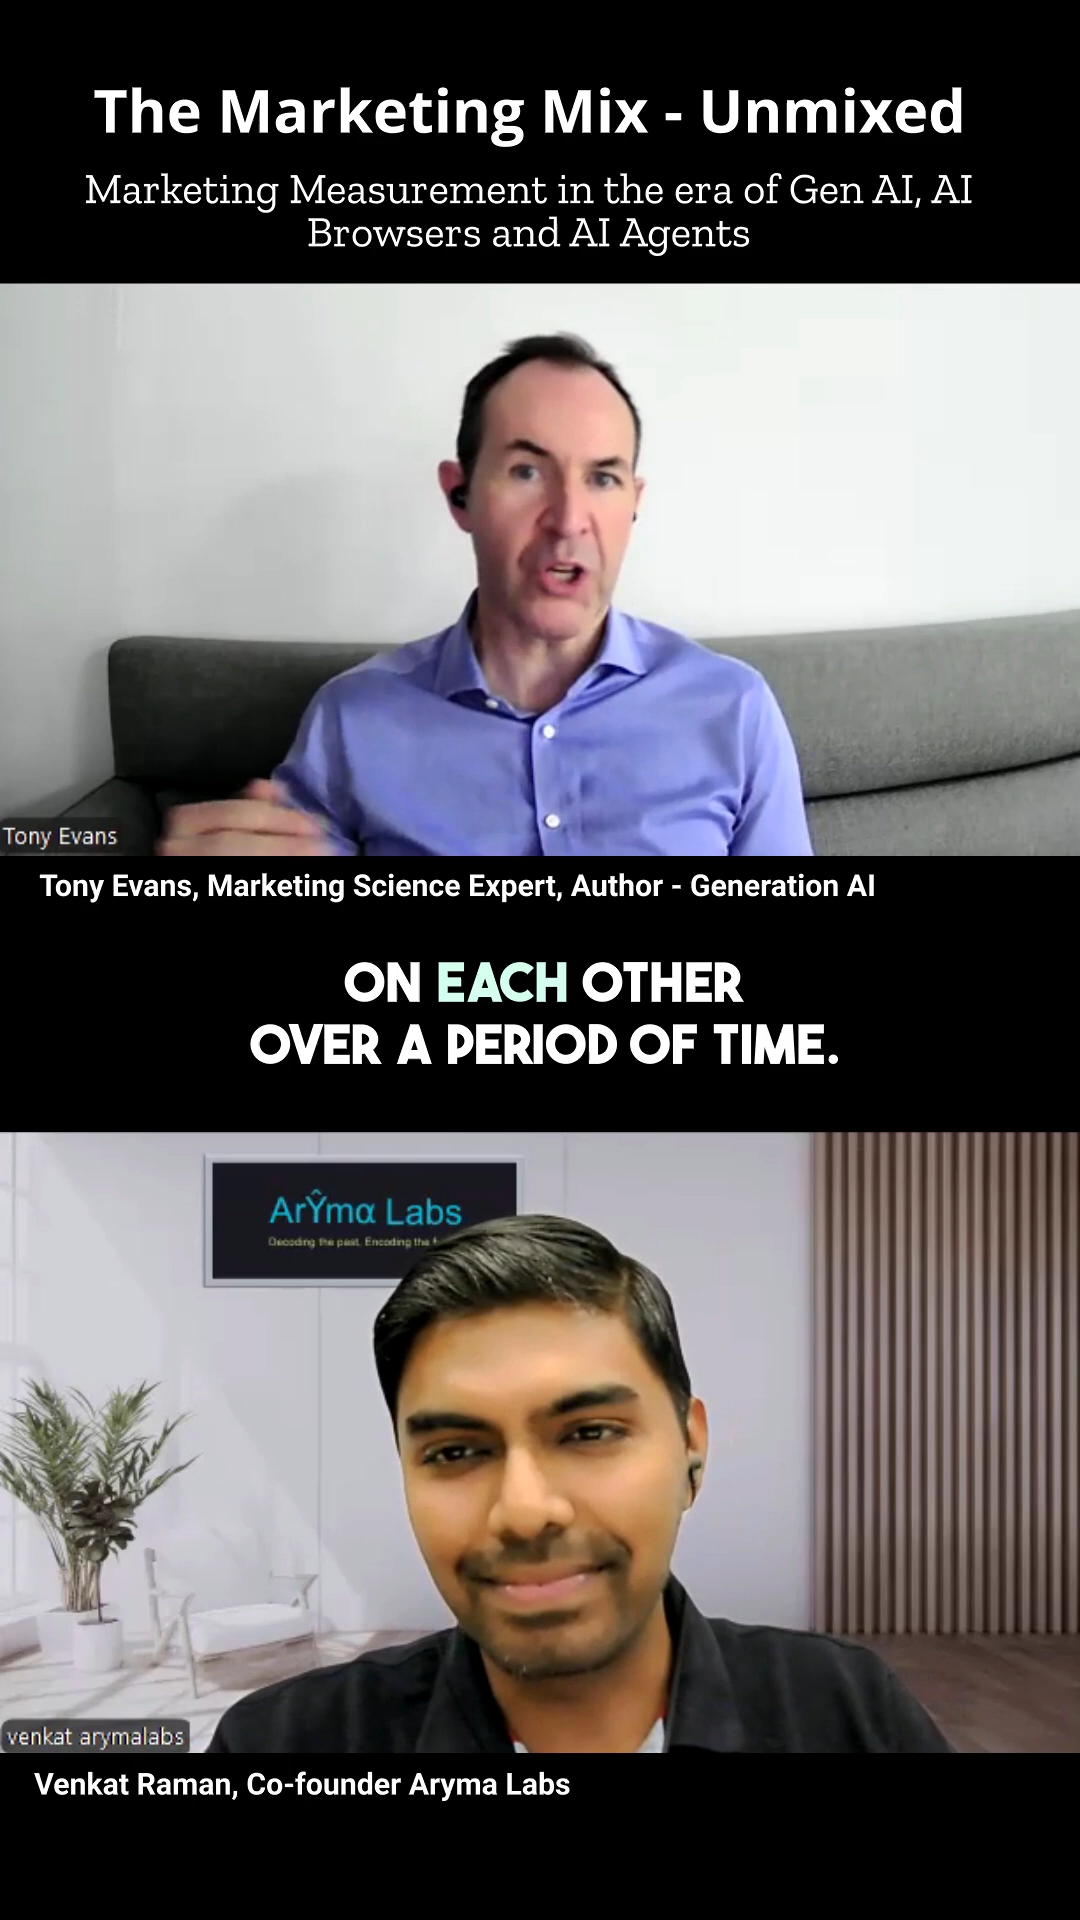 The Marketing Mix - Unmixed
Marketing Measurement in the era of Gen AI, AI
Browsers and AI Agents
Tony Evans
Tony Evans, Marketing Science Expert, Author - Generation AI
ON EACH OTHER
OVER A PERIOD OF TIME.
ArŶmα Labs
Decoding the past. Encoding the
venkat arymalabs
Venkat Raman, Co-founder Aryma Labs